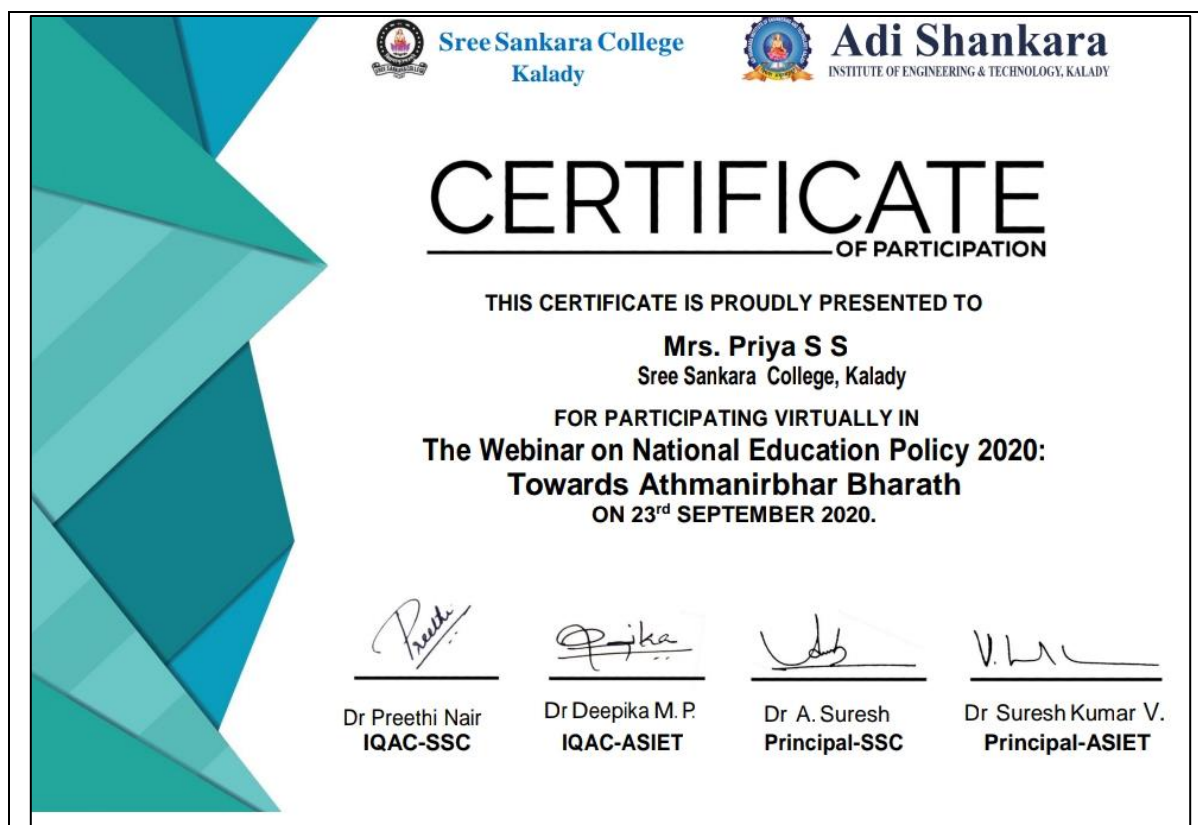 Sree Sankara College
Kalady
Adi Shankara
INSTITUTE OF ENGINEERING & TECHNOLOGY, KALADY
CERTIFICATE
OF PARTICIPATION
THIS CERTIFICATE IS PROUDLY PRESENTED TO
Mrs. Priya S S
Sree Sankara College, Kalady
FOR PARTICIPATING VIRTUALLY IN
The Webinar on National Education Policy 2020:
Towards Athmanirbhar Bharath
ON 23rd SEPTEMBER 2020.
Preethi
Dr Preethi Nair
IQAC-SSC
Dr Deepika M. P.
IQAC-ASIET
Dr A. Suresh
Principal-SSC
Dr Suresh Kumar V.
Principal-ASIET